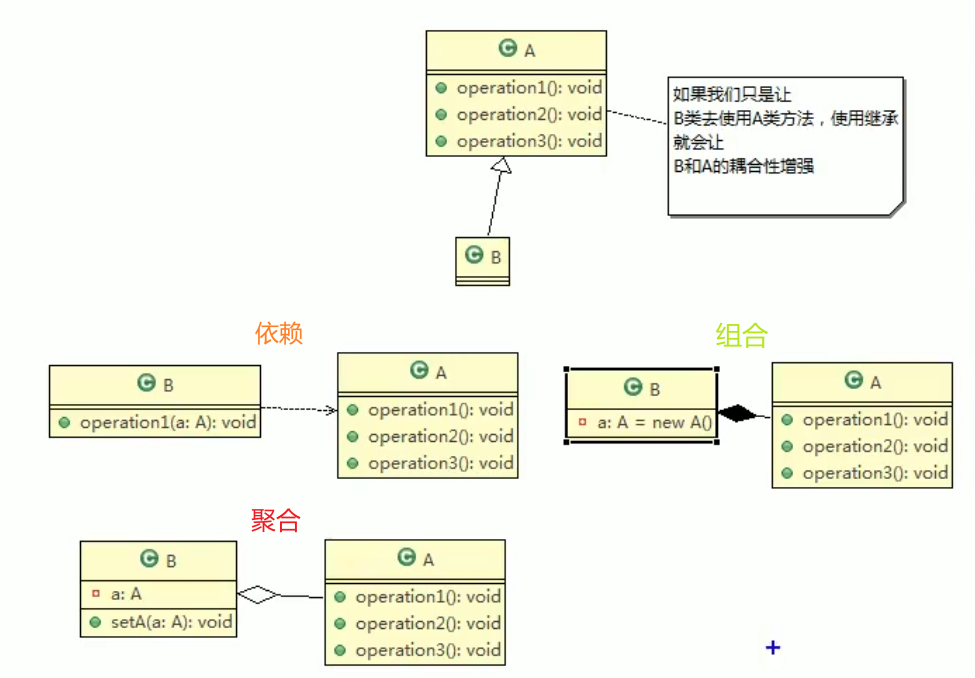 C A
operation1(): void
operation2(): void
operation3(): void
如果我们只是让
B类去使用A类方法，使用继承
就会让
B和A的耦合性增强
C B
依赖
C B
operation1(a: A): void
C A
operation1(): void
operation2(): void
operation3(): void
组合
C B
a: A = new A()
C A
operation1(): void
operation2(): void
operation3(): void
聚合
C B
a: A
setA(a: A): void
C A
operation1(): void
operation2(): void
operation3(): void